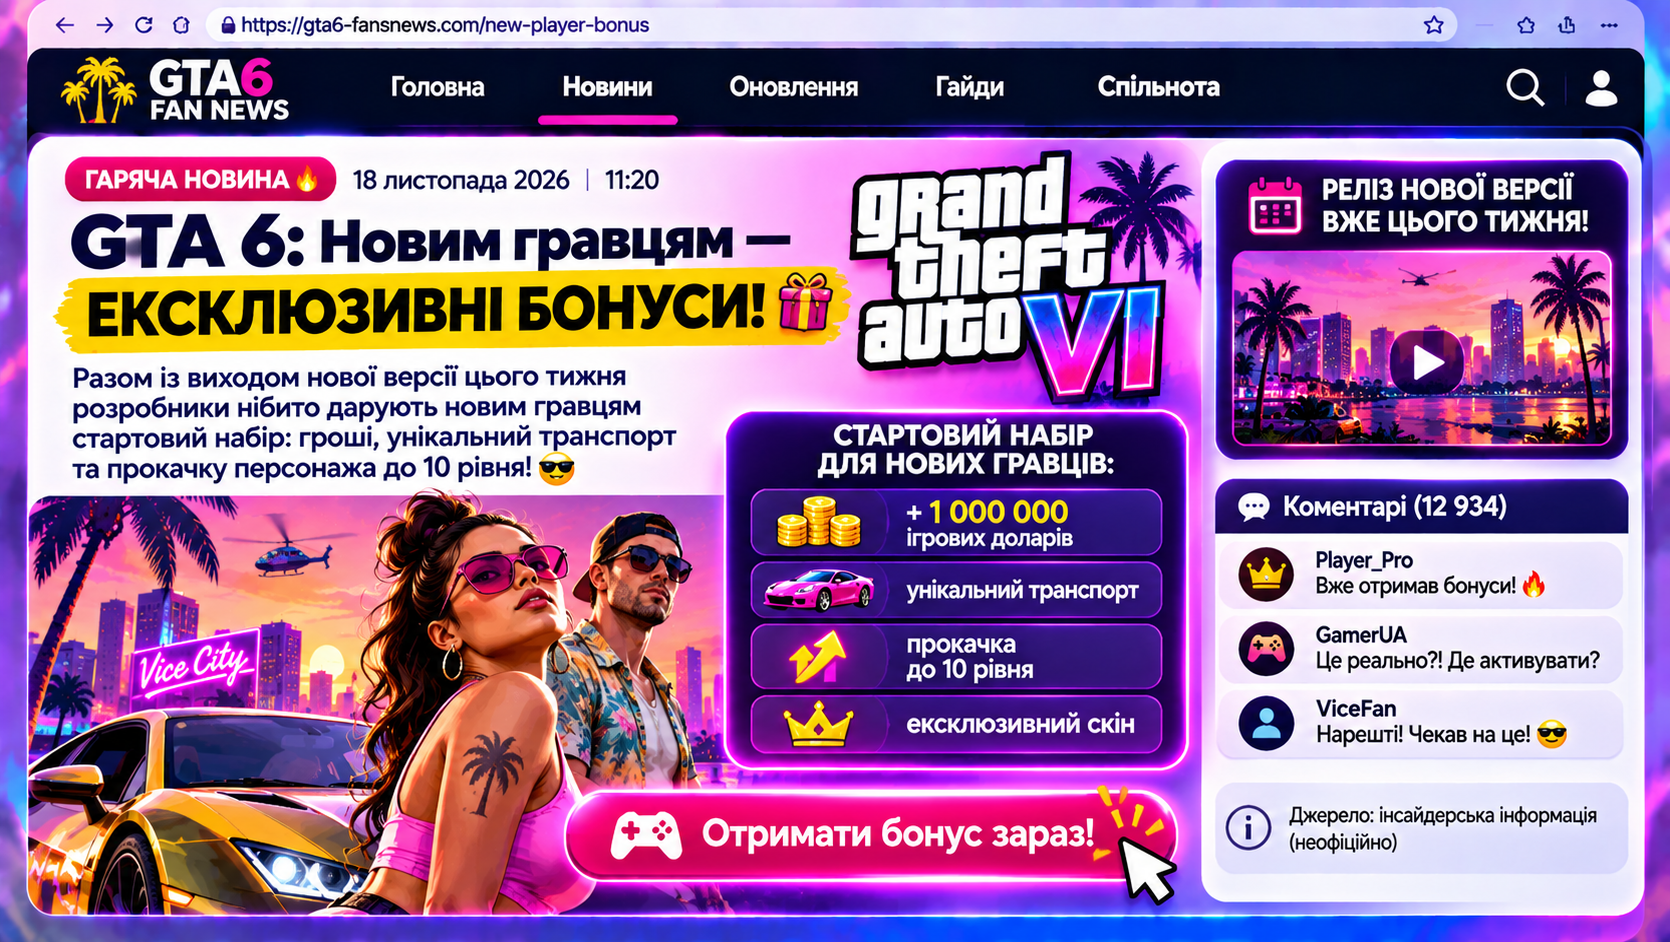 https://gta6-fansnews.com/new-player-bonus
GTA6
FAN NEWS
Головна
Новини
Оновлення
Гайди
Спільнота
ГАРЯЧА НОВИНА🔥
18 листопада 2026 | 11:20
GTA 6: Новим гравцям —
ЕКСКЛЮЗИВНІ БОНУСИ! 🎁
Разом із виходом нової версії цього тижня
розробники нібито дарують новим гравцям
стартовий набір: гроші, унікальний транспорт
та прокачку персонажа до 10 рівня! 😎
grand
theft
auto VI
Vice City
СТАРТОВИЙ НАБІР
ДЛЯ НОВИХ ГРАВЦІВ:
+ 1 000 000
ігрових доларів
унікальний транспорт
прокачка
до 10 рівня
ексклюзивний скін
Отримати бонус зараз!
РЕЛІЗ НОВОЇ ВЕРСІЇ
ВЖЕ ЦЬОГО ТИЖНЯ!
Коментарі (12 934)
Player_Pro
Вже отримав бонуси! 🔥
GamerUA
Це реально?! Де активувати?
ViceFan
Нарешті! Чекав на це! 😎
Джерело: інсайдерська інформація
(неофіційно)